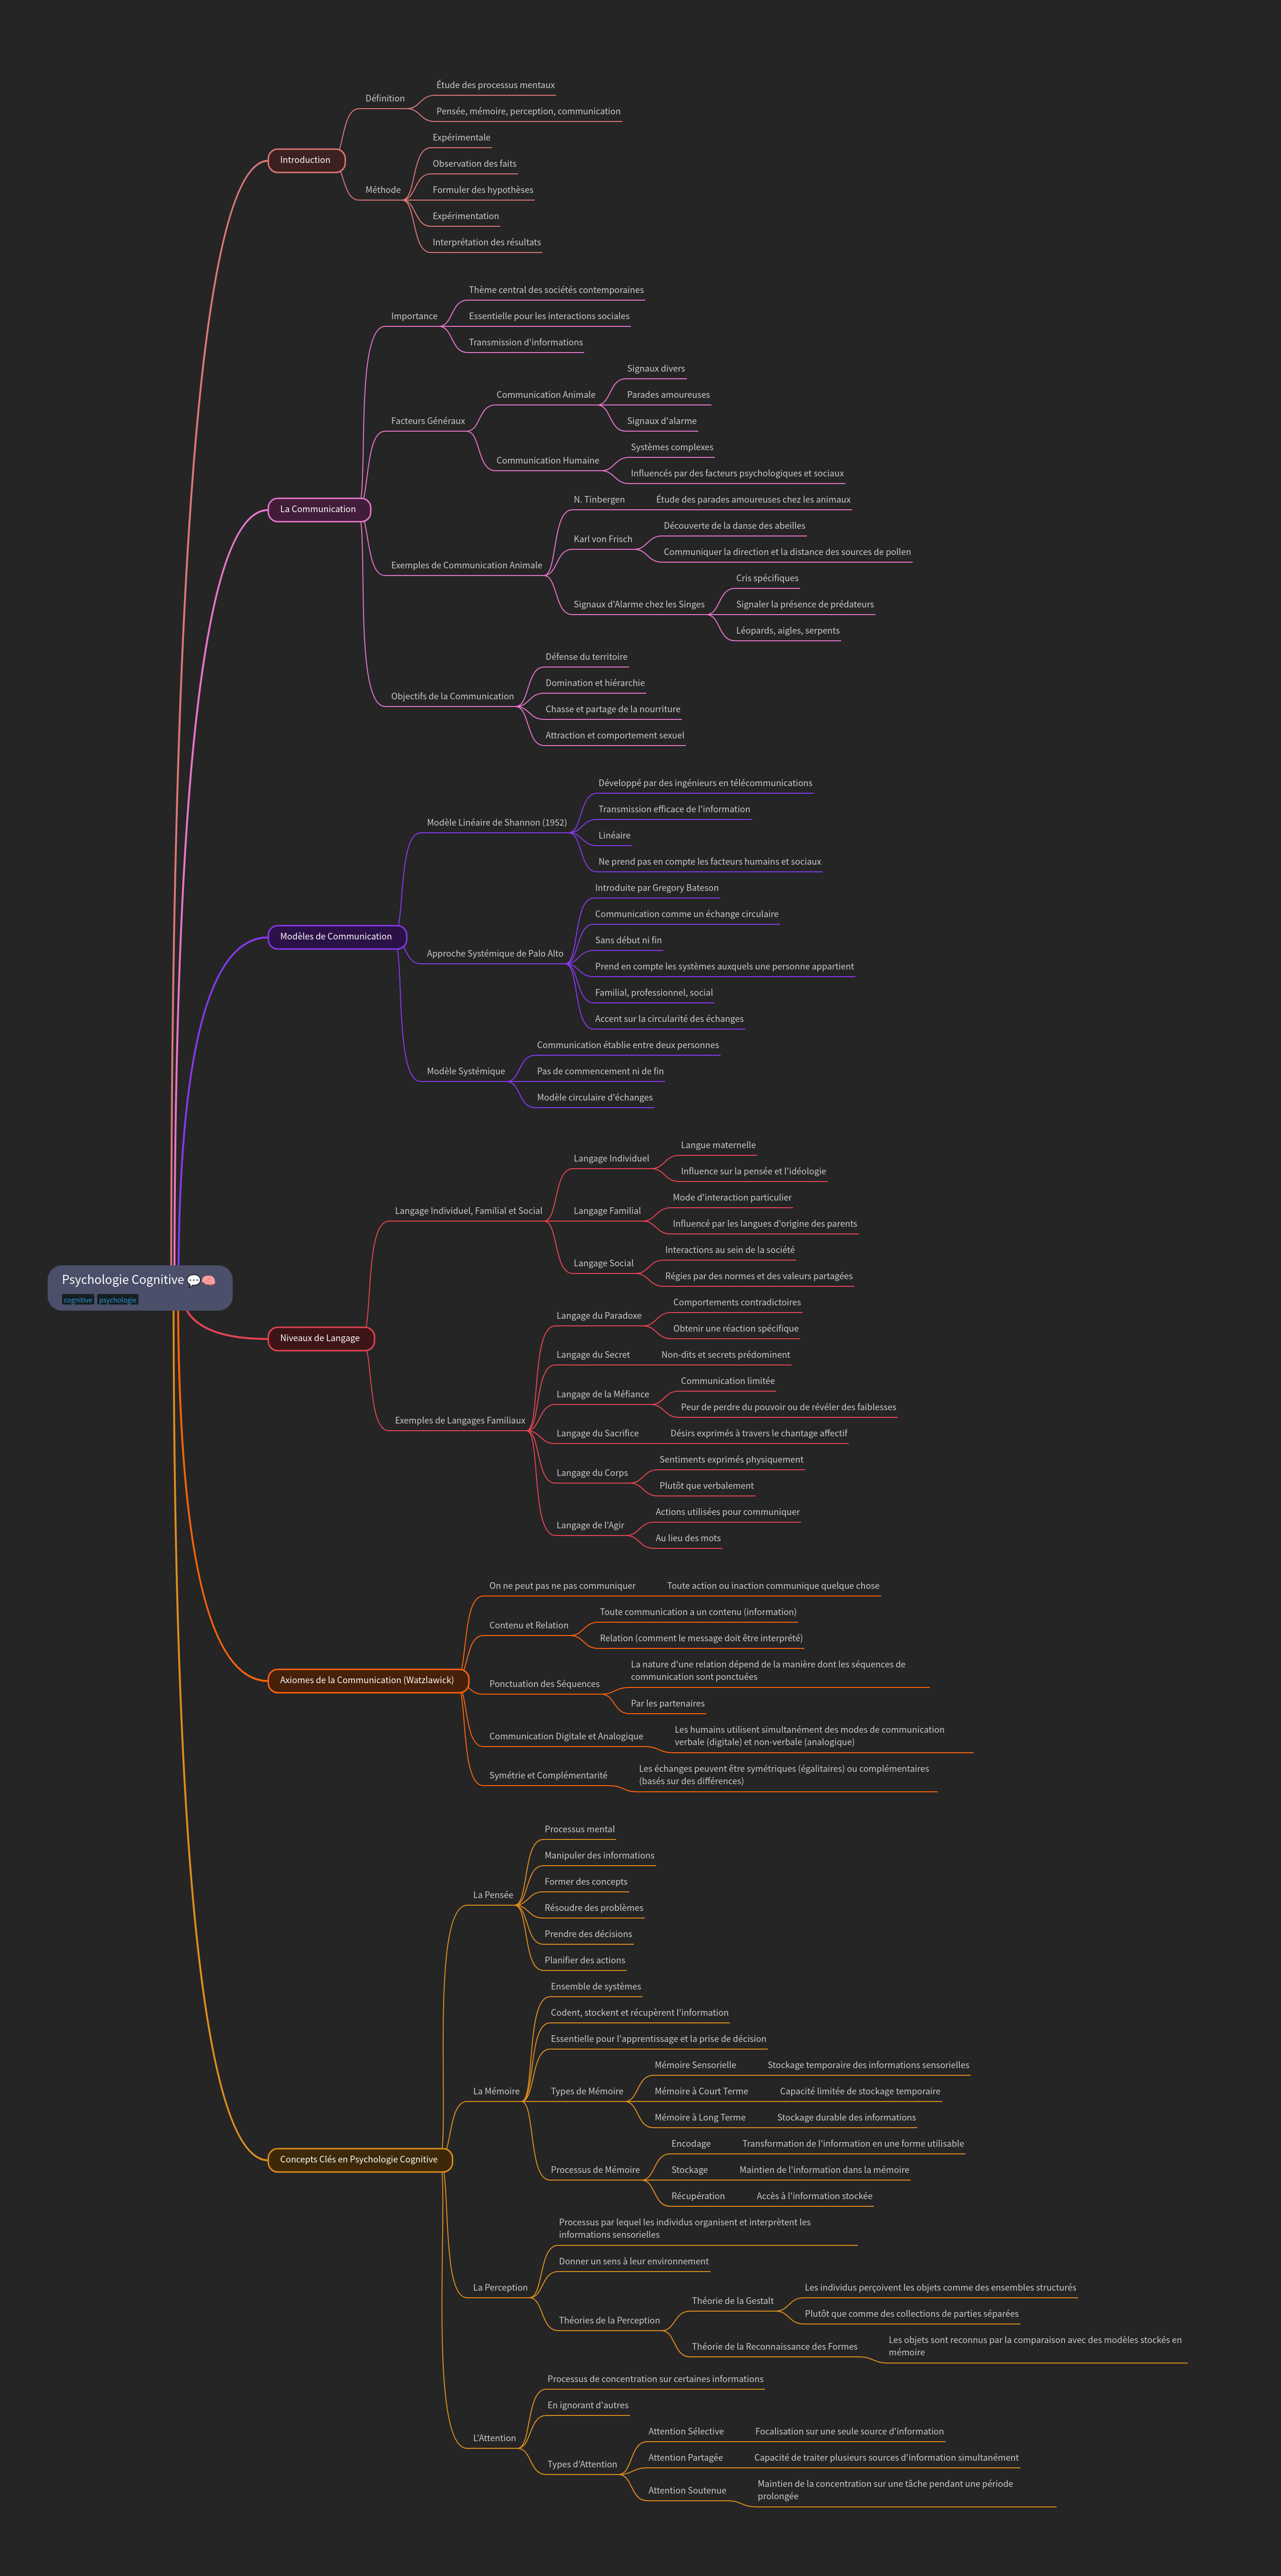 Psychologie Cognitive 💬🧠
cognitive psychologie
Introduction
Définition
Étude des processus mentaux
Pensée, mémoire, perception, communication
Méthode
Expérimentale
Observation des faits
Formuler des hypothèses
Expérimentation
Interprétation des résultats
La Communication
Importance
Thème central des sociétés contemporaines
Essentielle pour les interactions sociales
Transmission d'informations
Facteurs Généraux
Communication Animale
Signaux divers
Parades amoureuses
Signaux d'alarme
Communication Humaine
Systèmes complexes
Influencés par des facteurs psychologiques et sociaux
Exemples de Communication Animale
N. Tinbergen
Étude des parades amoureuses chez les animaux
Karl von Frisch
Découverte de la danse des abeilles
Communiquer la direction et la distance des sources de pollen
Signaux d'Alarme chez les Singes
Cris spécifiques
Signaler la présence de prédateurs
Léopards, aigles, serpents
Objectifs de la Communication
Défense du territoire
Domination et hiérarchie
Chasse et partage de la nourriture
Attraction et comportement sexuel
Modèles de Communication
Modèle Linéaire de Shannon (1952)
Développé par des ingénieurs en télécommunications
Transmission efficace de l'information
Linéaire
Ne prend pas en compte les facteurs humains et sociaux
Approche Systémique de Palo Alto
Introduite par Gregory Bateson
Communication comme un échange circulaire
Sans début ni fin
Prend en compte les systèmes auxquels une personne appartient
Familial, professionnel, social
Accent sur la circularité des échanges
Modèle Systémique
Communication établie entre deux personnes
Pas de commencement ni de fin
Modèle circulaire d'échanges
Niveaux de Langage
Langage Individuel, Familial et Social
Langage Individuel
Langue maternelle
Influence sur la pensée et l'idéologie
Langage Familial
Mode d'interaction particulier
Influencé par les langues d'origine des parents
Langage Social
Interactions au sein de la société
Régies par des normes et des valeurs partagées
Exemples de Langages Familiaux
Langage du Paradoxe
Comportements contradictoires
Obtenir une réaction spécifique
Langage du Secret
Non-dits et secrets prédominent
Langage de la Méfiance
Communication limitée
Peur de perdre du pouvoir ou de révéler des faiblesses
Langage du Sacrifice
Désirs exprimés à travers le chantage affectif
Langage du Corps
Sentiments exprimés physiquement
Plutôt que verbalement
Langage de l'Agir
Actions utilisées pour communiquer
Au lieu des mots
Axiomes de la Communication (Watzlawick)
On ne peut pas ne pas communiquer
Toute action ou inaction communique quelque chose
Contenu et Relation
Toute communication a un contenu (information)
Relation (comment le message doit être interprété)
Ponctuation des Séquences
La nature d'une relation dépend de la manière dont les séquences de
communication sont ponctuées
Par les partenaires
Communication Digitale et Analogique
Les humains utilisent simultanément des modes de communication
verbale (digitale) et non-verbale (analogique)
Symétrie et Complémentarité
Les échanges peuvent être symétriques (égalitaires) ou complémentaires
(basés sur des différences)
Concepts Clés en Psychologie Cognitive
La Pensée
Processus mental
Manipuler des informations
Former des concepts
Résoudre des problèmes
Prendre des décisions
Planifier des actions
La Mémoire
Ensemble de systèmes
Codent, stockent et récupèrent l'information
Essentielle pour l'apprentissage et la prise de décision
Types de Mémoire
Mémoire Sensorielle
Stockage temporaire des informations sensorielles
Mémoire à Court Terme
Capacité limitée de stockage temporaire
Mémoire à Long Terme
Stockage durable des informations
Processus de Mémoire
Encodage
Transformation de l'information en une forme utilisable
Stockage
Maintien de l'information dans la mémoire
Récupération
Accès à l'information stockée
La Perception
Processus par lequel les individus organisent et interprètent les
informations sensorielles
Donner un sens à leur environnement
Théories de la Perception
Théorie de la Gestalt
Les individus perçoivent les objets comme des ensembles structurés
Plutôt que comme des collections de parties séparées
Théorie de la Reconnaissance des Formes
Les objets sont reconnus par la comparaison avec des modèles stockés en
mémoire
L'Attention
Processus de concentration sur certaines informations
En ignorant d'autres
Types d'Attention
Attention Sélective
Focalisation sur une seule source d'information
Attention Partagée
Capacité de traiter plusieurs sources d'information simultanément
Attention Soutenue
Maintien de la concentration sur une tâche pendant une période
prolongée